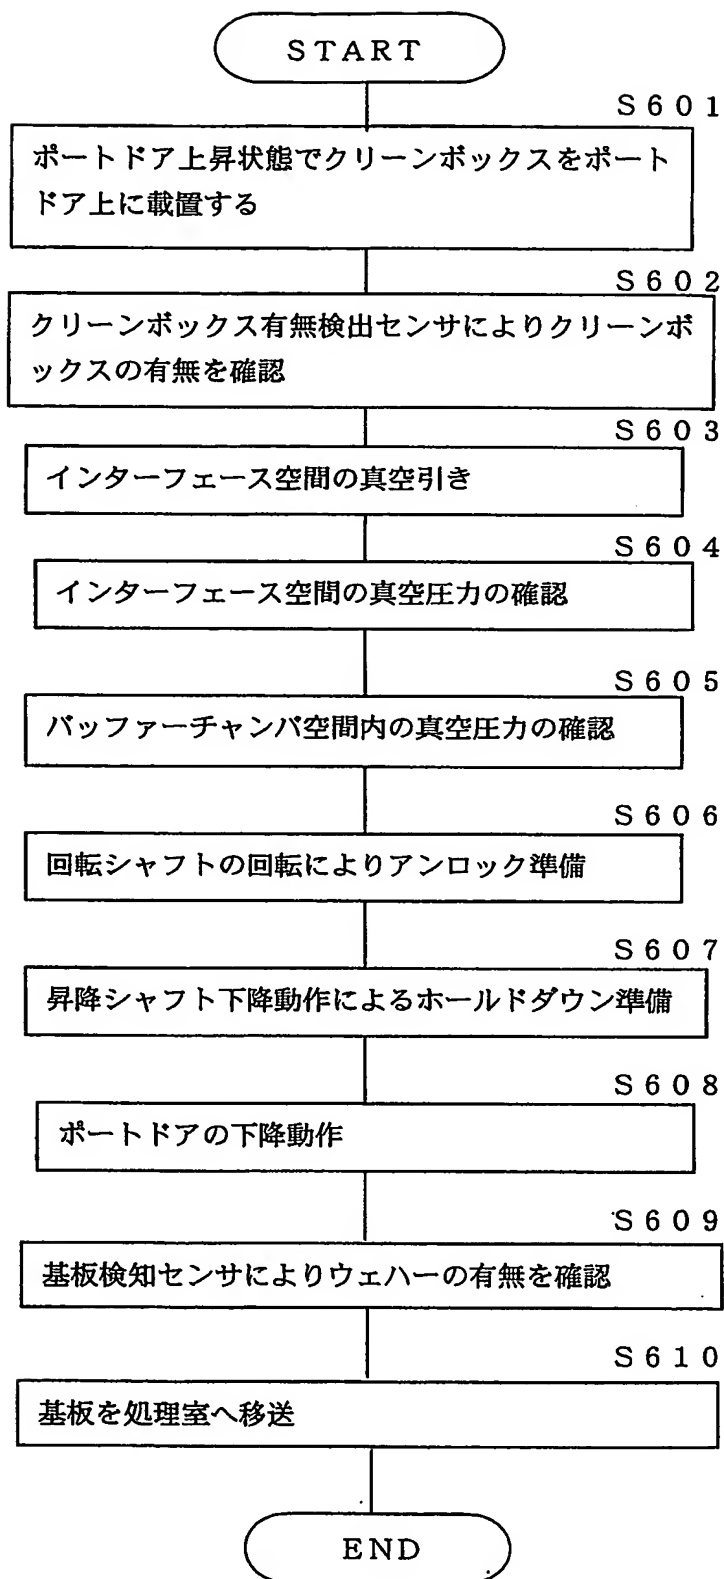 START
S601
ポートドア上昇状態でクリーンボックスをポート
ドア上に載置する
S602
クリーンボックス有無検出センサによりクリーンボ
ックスの有無を確認
S603
インターフェース空間の真空引き
S604
インターフェース空間の真空圧力の確認
S605
バッファーチャンバ空間内の真空圧力の確認
S606
回転シャフトの回転によりアンロック準備
S607
昇降シャフト下降動作によるホールドダウン準備
S608
ポートドアの下降動作
S609
基板検知センサによりウェハーの有無を確認
S610
基板を処理室へ移送
END